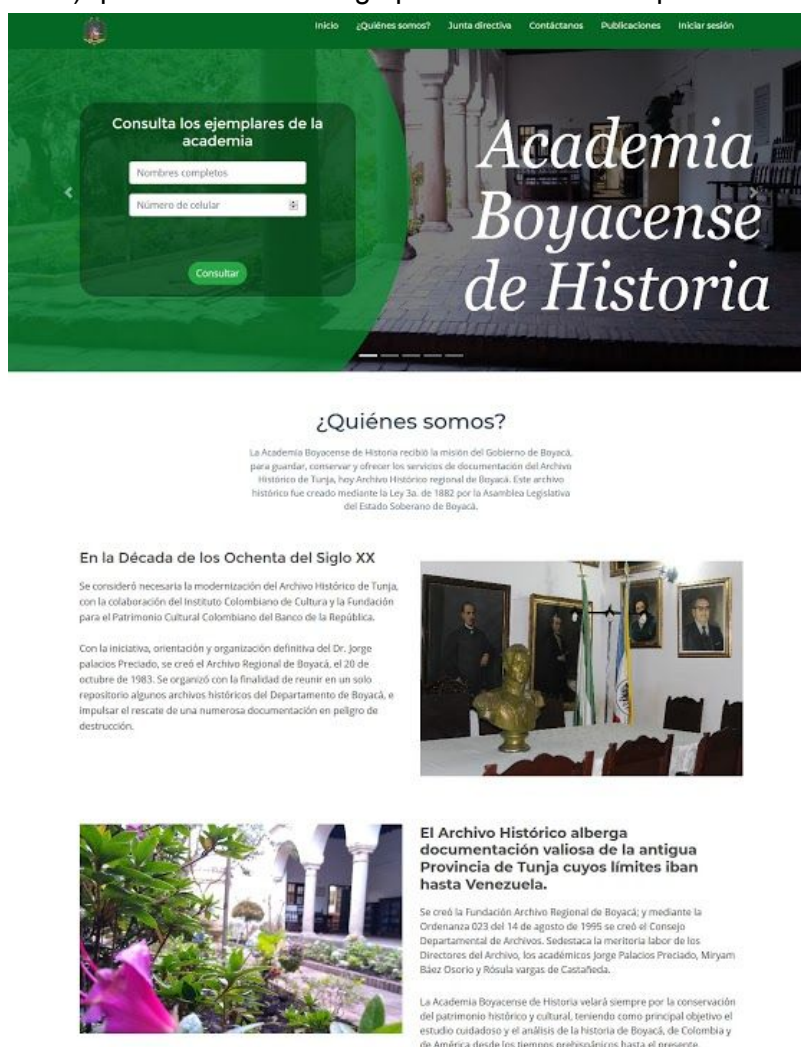 Inicio ¿Quiénes somos? Junta directiva Contáctanos Publicaciones Iniciar sesión
Consulta los ejemplares de la
academia
Nombres completos
Número de celular
Consultar
Academia
Boyacense
de Historia
¿Quiénes somos?
La Academia Boyacense de Historia recibió la misión del Gobierno de Boyacá,
para guardar, conservar y ofrecer los servicios de documentación del Archivo
Histórico de Tunja, hoy Archivo Histórico regional de Boyacá. Este archivo
histórico fue creado mediante la Ley 3a. de 1882 por la Asamblea Legislativa
del Estado Soberano de Boyacá.
En la Década de los Ochenta del Siglo XX
Se consideró necesaria la modernización del Archivo Histórico de Tunja,
con la colaboración del Instituto Colombiano de Cultura y la Fundación
para el Patrimonio Cultural Colombiano del Banco de la República.
Con la iniciativa, orientación y organización definitiva del Dr. Jorge
palacios Preciado, se creó el Archivo Regional de Boyacá, el 20 de
octubre de 1983. Se organizó con la finalidad de reunir en un solo
repositorio algunos archivos históricos del Departamento de Boyacá, e
impulsar el rescate de una numerosa documentación en peligro de
destrucción.
El Archivo Histórico alberga
documentación valiosa de la antigua
Provincia de Tunja cuyos límites iban
hasta Venezuela.
Se creó la Fundación Archivo Regional de Boyacá; y mediante la
Ordenanza 023 del 14 de agosto de 1995 se creó el Consejo
Departamental de Archivos. Sedestaca la meritoria labor de los
Directores del Archivo, los académicos Jorge Palacios Preciado, Miryam
Báez Osorio y Rósula vargas de Castañeda.
La Academia Boyacense de Historia velará siempre por la conservación
del patrimonio histórico y cultural, teniendo como principal objetivo el
estudio cuidadoso y el análisis de la historia de Boyacá, de Colombia y
de América desde los tiempos prehispánicos hasta el presente.